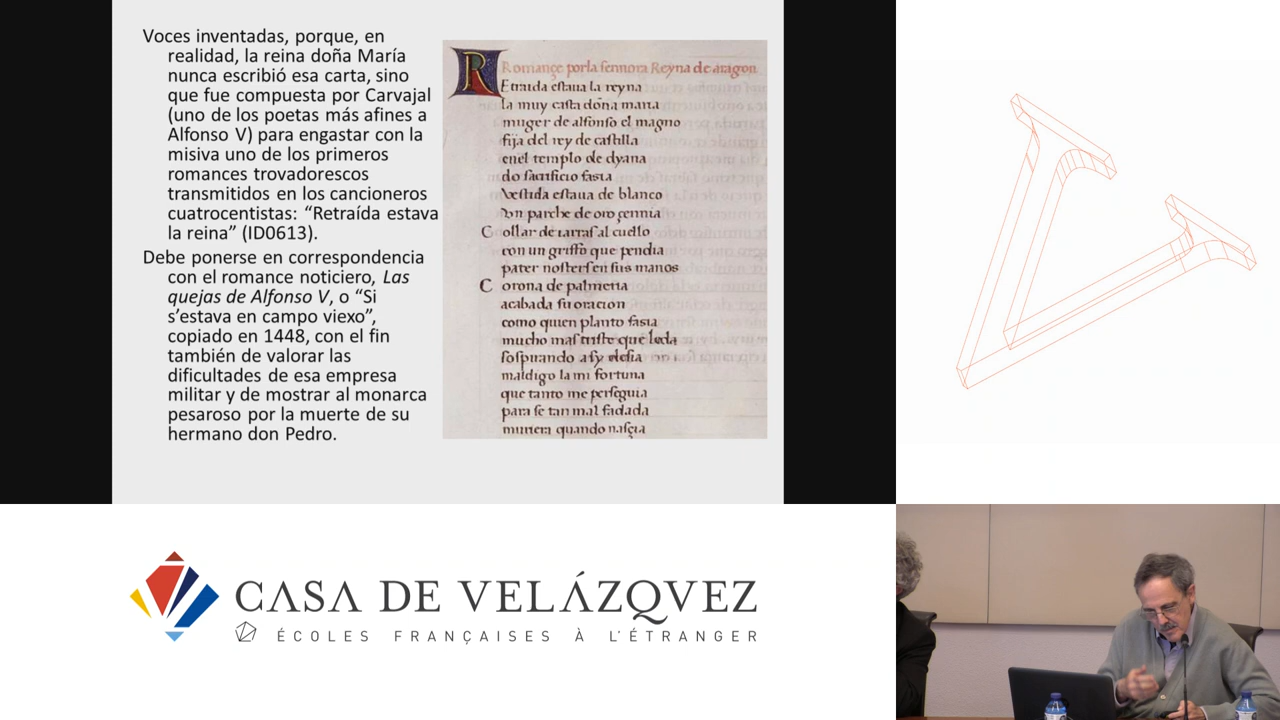 Voces inventadas, porque, en
realidad, la reina doña María
nunca escribió esa carta, sino
que fue compuesta por Carvajal
(uno de los poetas más afines a
Alfonso V) para engastar con la
misiva uno de los primeros
romances trovadorescos
transmitidos en los cancioneros
cuatrocentistas: “Retraída estava
la reina” (ID0613).
Debe ponerse en correspondencia
con el romance noticiero, Las
quejas de Alfonso V, o “Si
s’estava en campo viexo”,
copiado en 1448, con el fin
también de valorar las
dificultades de esa empresa
militar y de mostrar al monarca
pesaroso por la muerte de su
hermano don Pedro.
Romançe por la sennora Reyna de aragon
REtraida estaua la reyna
la muy casta doña maria
muger de alfonso el magno
fija del rey de castilla
enel templo de dyana
do sacrificio fasia
Vestida estaua de blanco
vn parche de oro çennia
Collar de iarras al cuello
con un griffo que pendia
pater nosters en sus manos
Corona de palmeria
acabada su oracion
como quien planto fasia
mucho mas triste que leda
sospirando asy desia
maldigo la mi fortuna
que tanto me perseguia
para se tan mal fadada
muriera quando nasçia
CASA DE VELÁZQVEZ
ÉCOLES FRANÇAISES À L'ÉTRANGER